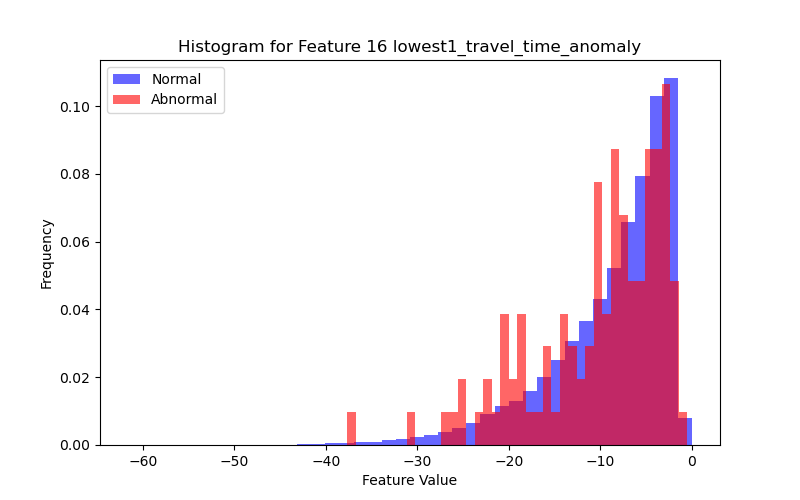 Histogram for Feature 16 lowest1_travel_time_anomaly
Normal
Abnormal
Frequency
0.10
0.08
0.06
0.04
0.02
0.00
−60 −50 −40 −30 −20 −10 0
Feature Value